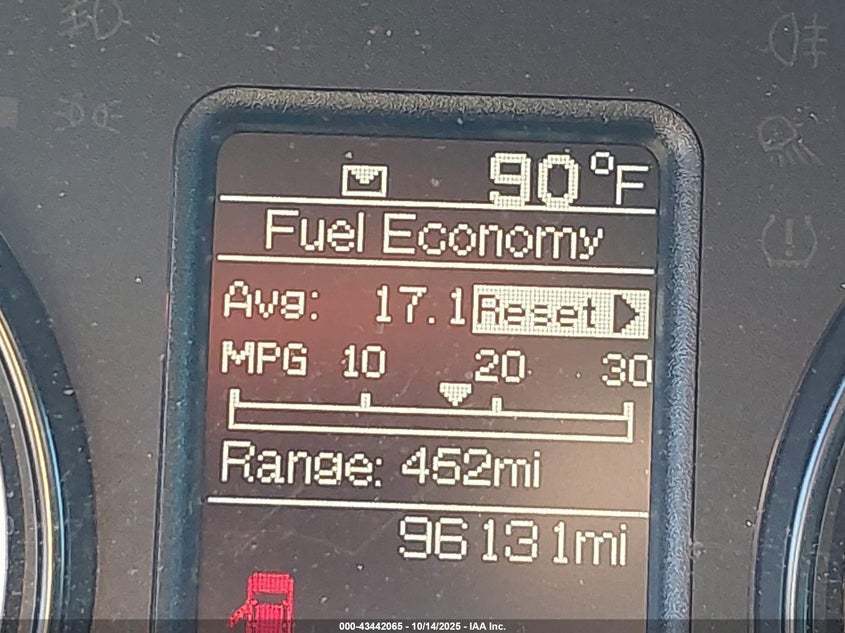 90°F
Fuel Economy
Avg: 17.1 Reset
MPG 10 20 30
Range: 462mi
96131mi
000-43442065 - 10/14/2025 - IAA Inc.